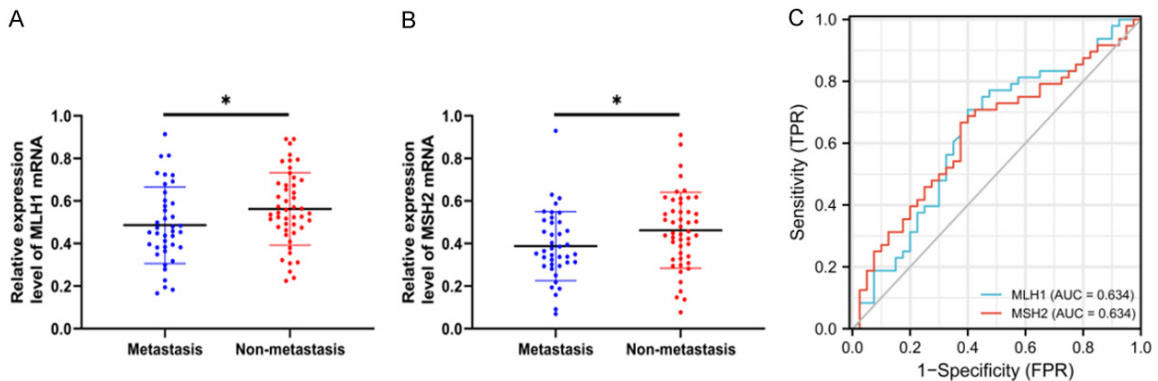 A
Relative expression
level of MLH1 mRNA
1.0
0.8
0.6
0.4
0.2
0.0
*
Metastasis
Non-metastasis
B
Relative expression
level of MSH2 mRNA
1.0
0.8
0.6
0.4
0.2
0.0
*
Metastasis
Non-metastasis
C
Sensitivity (TPR)
1.0
0.8
0.6
0.4
0.2
0.0
MLH1 (AUC = 0.634)
MSH2 (AUC = 0.634)
0.0
0.2
0.4
0.6
0.8
1.0
1−Specificity (FPR)